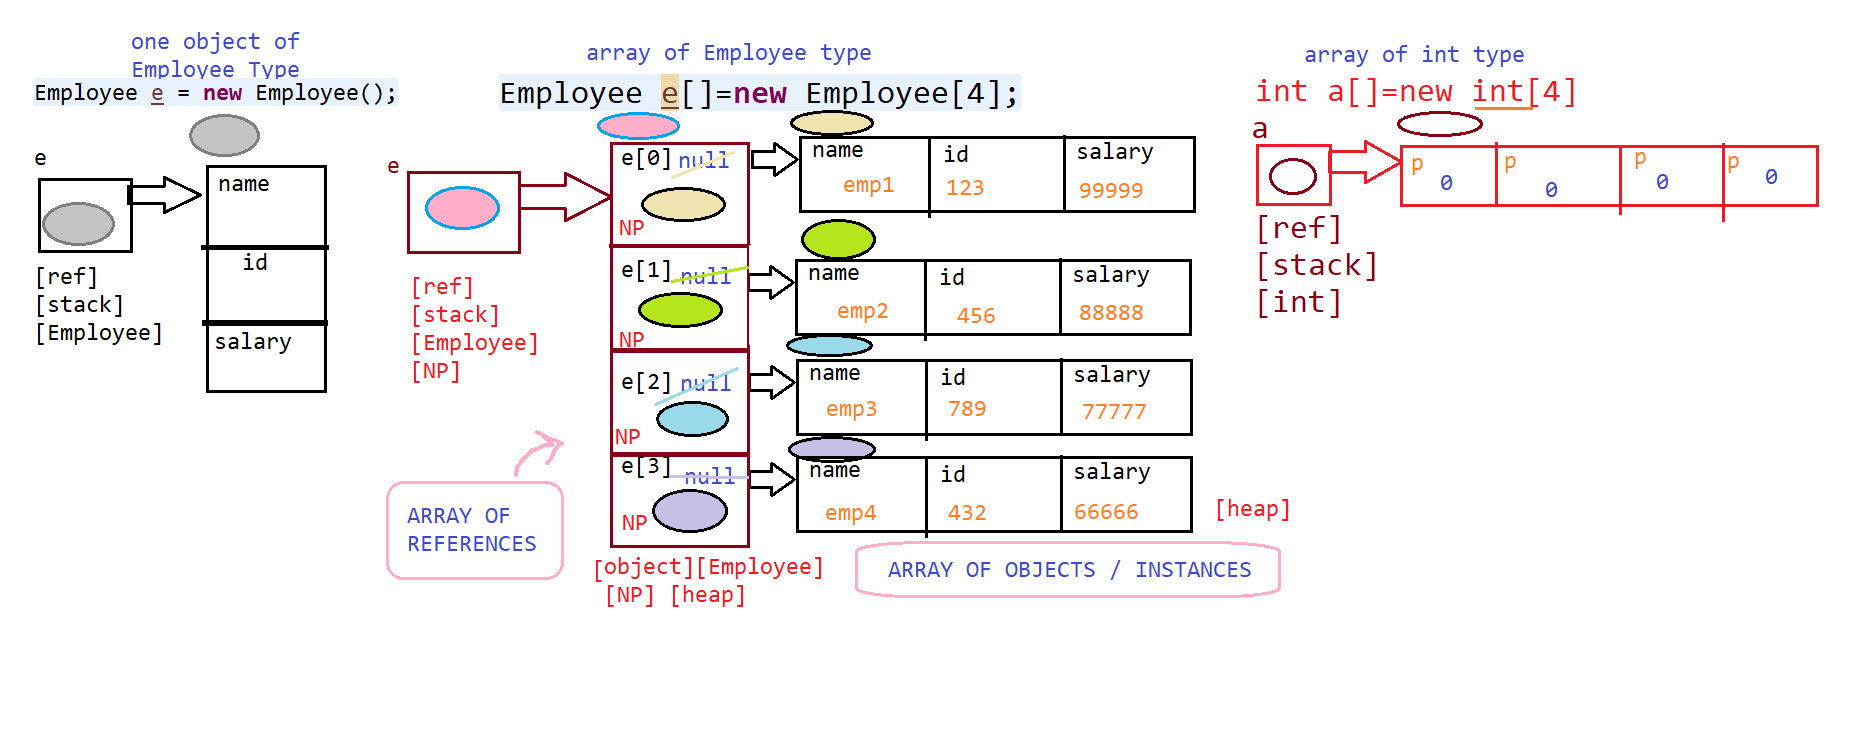 one object of
Employee Type
Employee e = new Employee();
e
name
id
salary
[ref]
[stack]
[Employee]
array of Employee type
Employee e[]=new Employee[4];
e
[ref]
[stack]
[Employee]
[NP]
ARRAY OF
REFERENCES
e[0] null
NP
e[1] null
NP
e[2] null
NP
e[3] null
NP
[object][Employee]
[NP] [heap]
name id salary
emp1 123 99999
name id salary
emp2 456 88888
name id salary
emp3 789 77777
name id salary
emp4 432 66666
[heap]
ARRAY OF OBJECTS / INSTANCES
array of int type
int a[]=new int[4]
a
p p p p
0 0 0 0
[ref]
[stack]
[int]